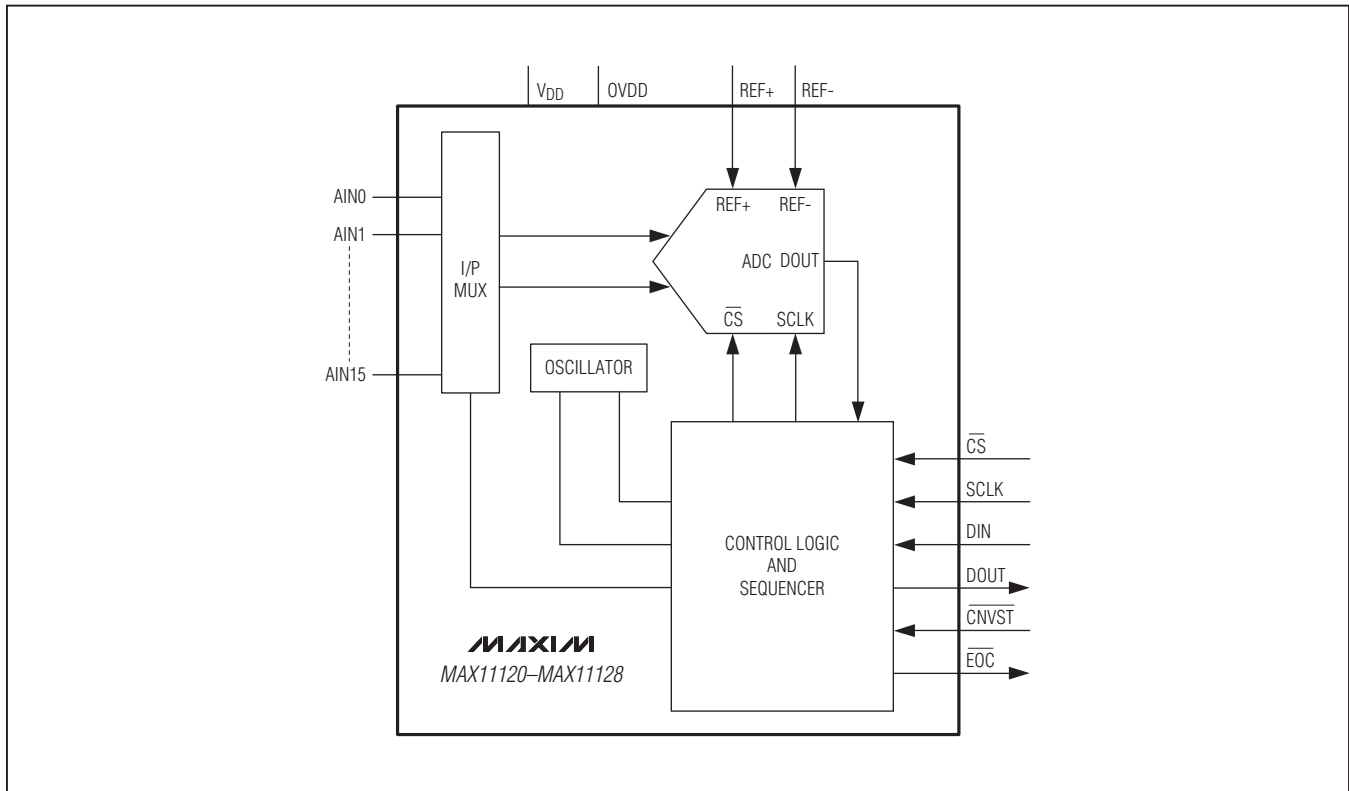 VDD
OVDD
REF+
REF-
AIN0
AIN1
AIN15
I/P
MUX
REF+
REF-
ADC
DOUT
CS
SCLK
OSCILLATOR
CONTROL LOGIC
AND
SEQUENCER
CS
SCLK
DIN
DOUT
CNVST
EOC
MAXIM
MAX11120–MAX11128